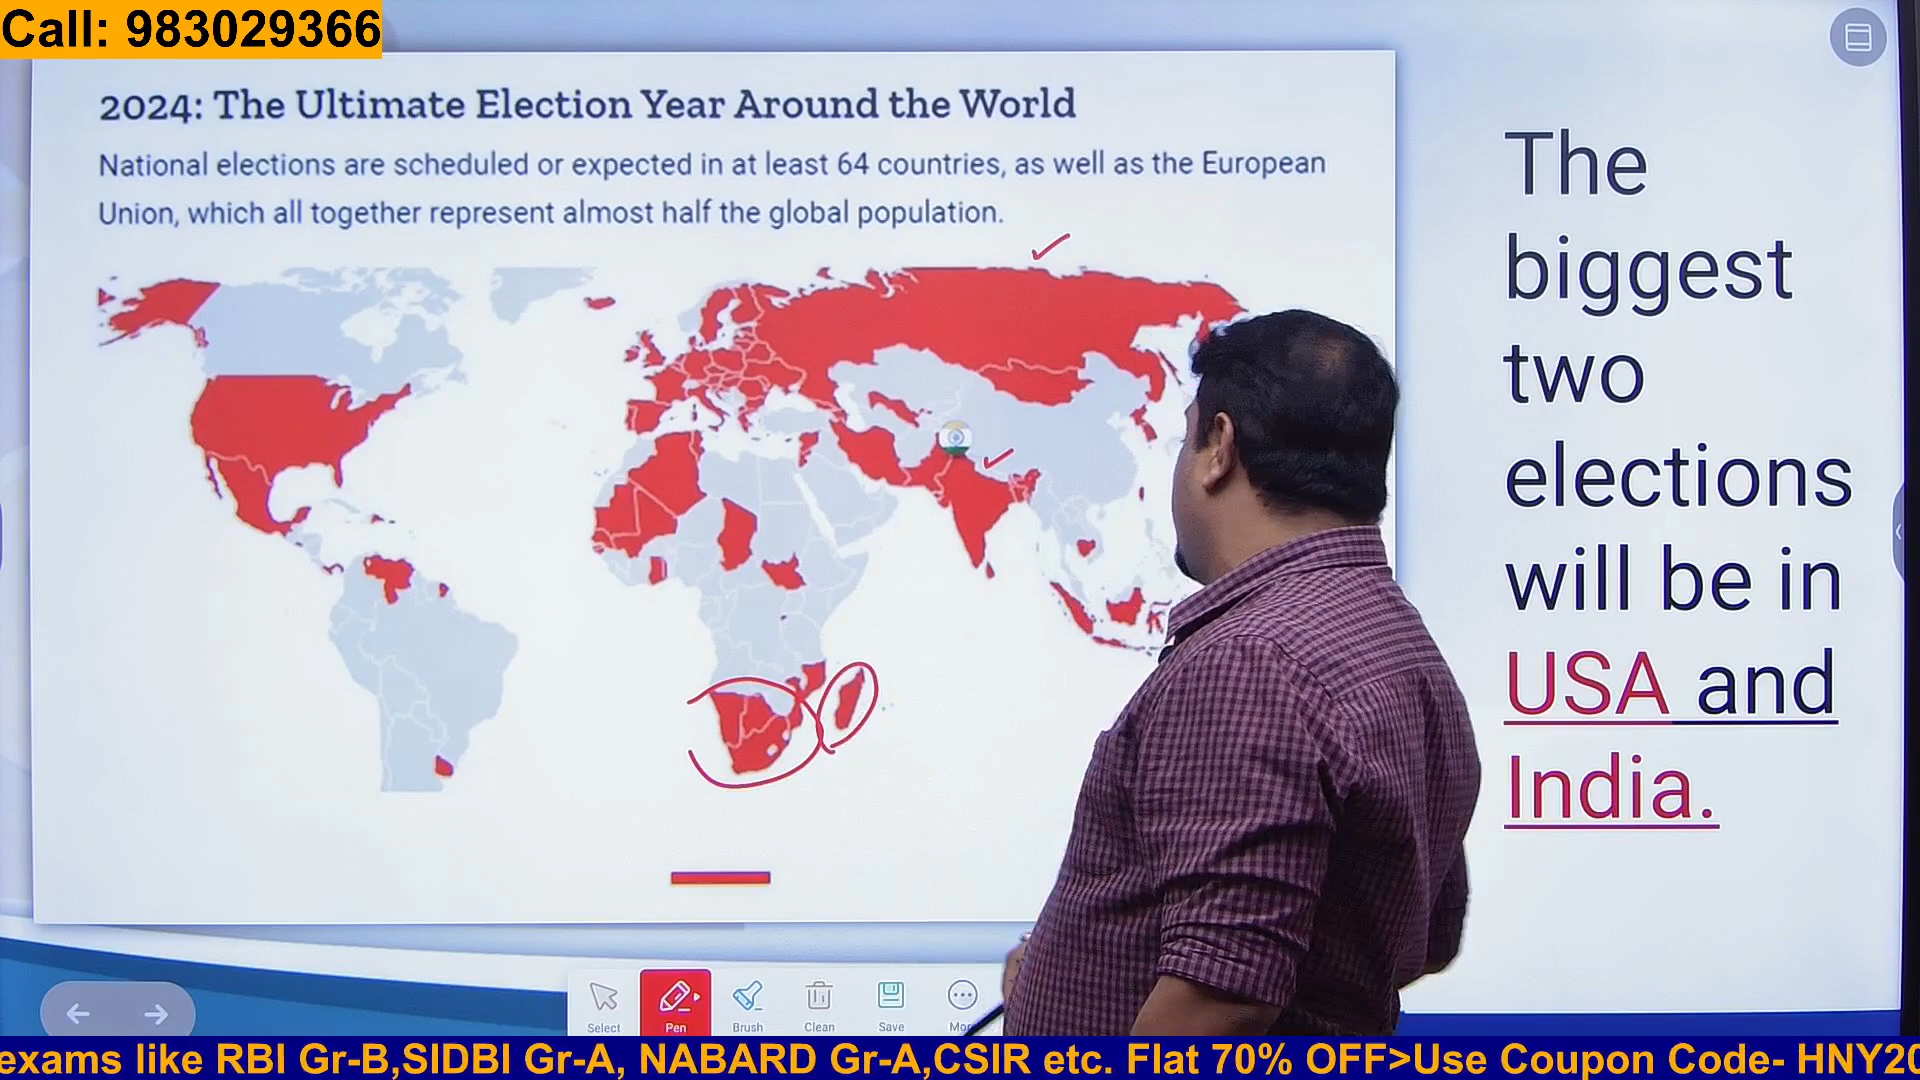 Call: 983029366
2024: The Ultimate Election Year Around the World
National elections are scheduled or expected in at least 64 countries, as well as the European
Union, which all together represent almost half the global population.
The
biggest
two
elections
will be in
USA and
India.
Select
Pen
Brush
Clean
Save
exams like RBI Gr-B,SIDBI Gr-A, NABARD Gr-A,CSIR etc. Flat 70% OFF>Use Coupon Code- HNY20